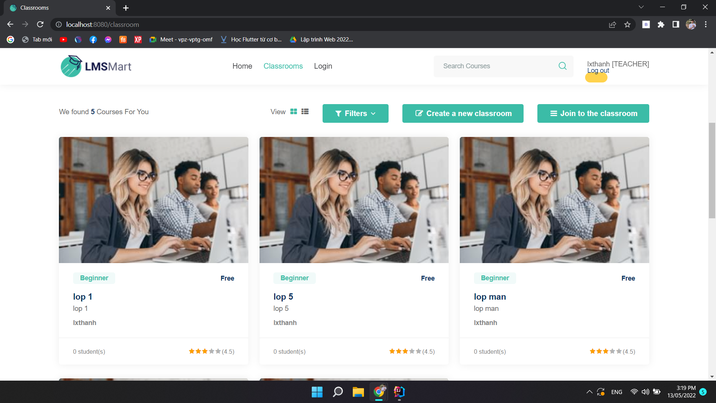 Classrooms
localhost:8080/classroom
Tab mới
Meet - vpz-vptg-omf
Học Flutter từ cơ b...
Lập trình Web 2022...
LMSMart
Home Classrooms Login
Search Courses
lxthanh [TEACHER]
Log out
We found 5 Courses For You
View
Filters
Create a new classroom
Join to the classroom
Beginner Free
lop 1
lop 1
lxthanh
0 student(s) (4.5)
Beginner Free
lop 5
lop 5
lxthanh
0 student(s) (4.5)
Beginner Free
lop man
lop man
lxthanh
0 student(s) (4.5)
ENG
3:19 PM
13/05/2022